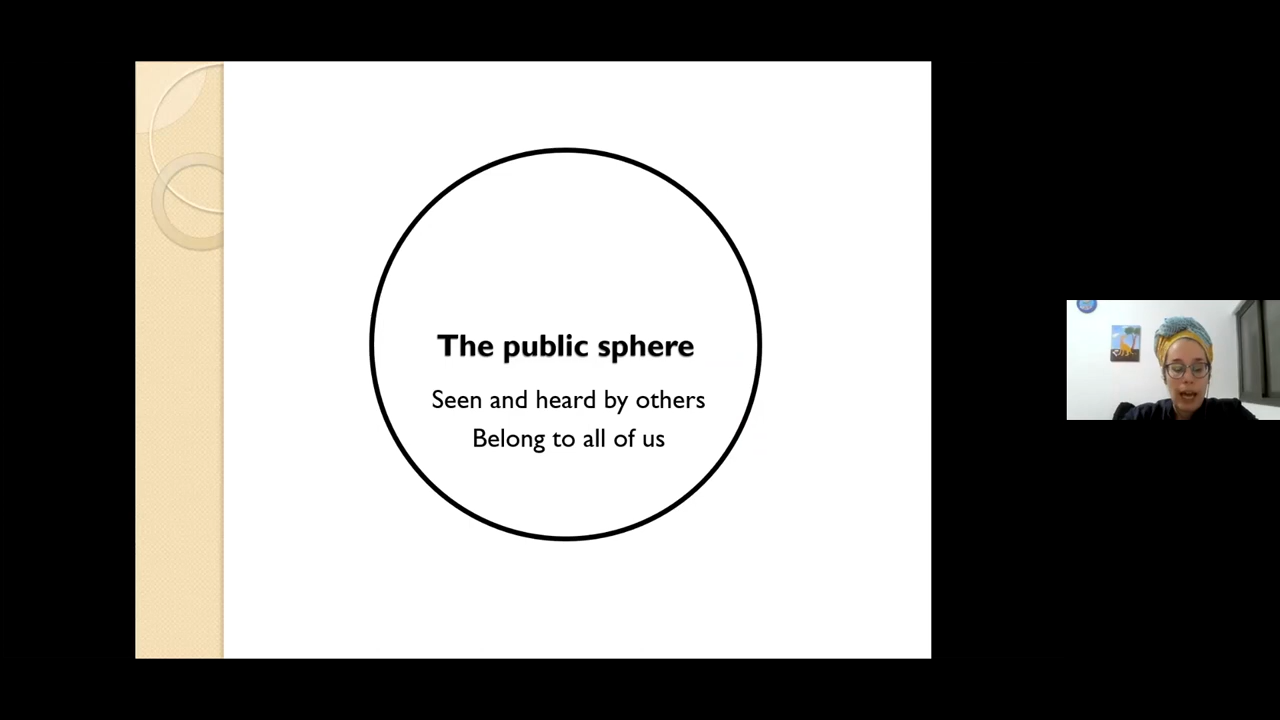 The public sphere
Seen and heard by others
Belong to all of us